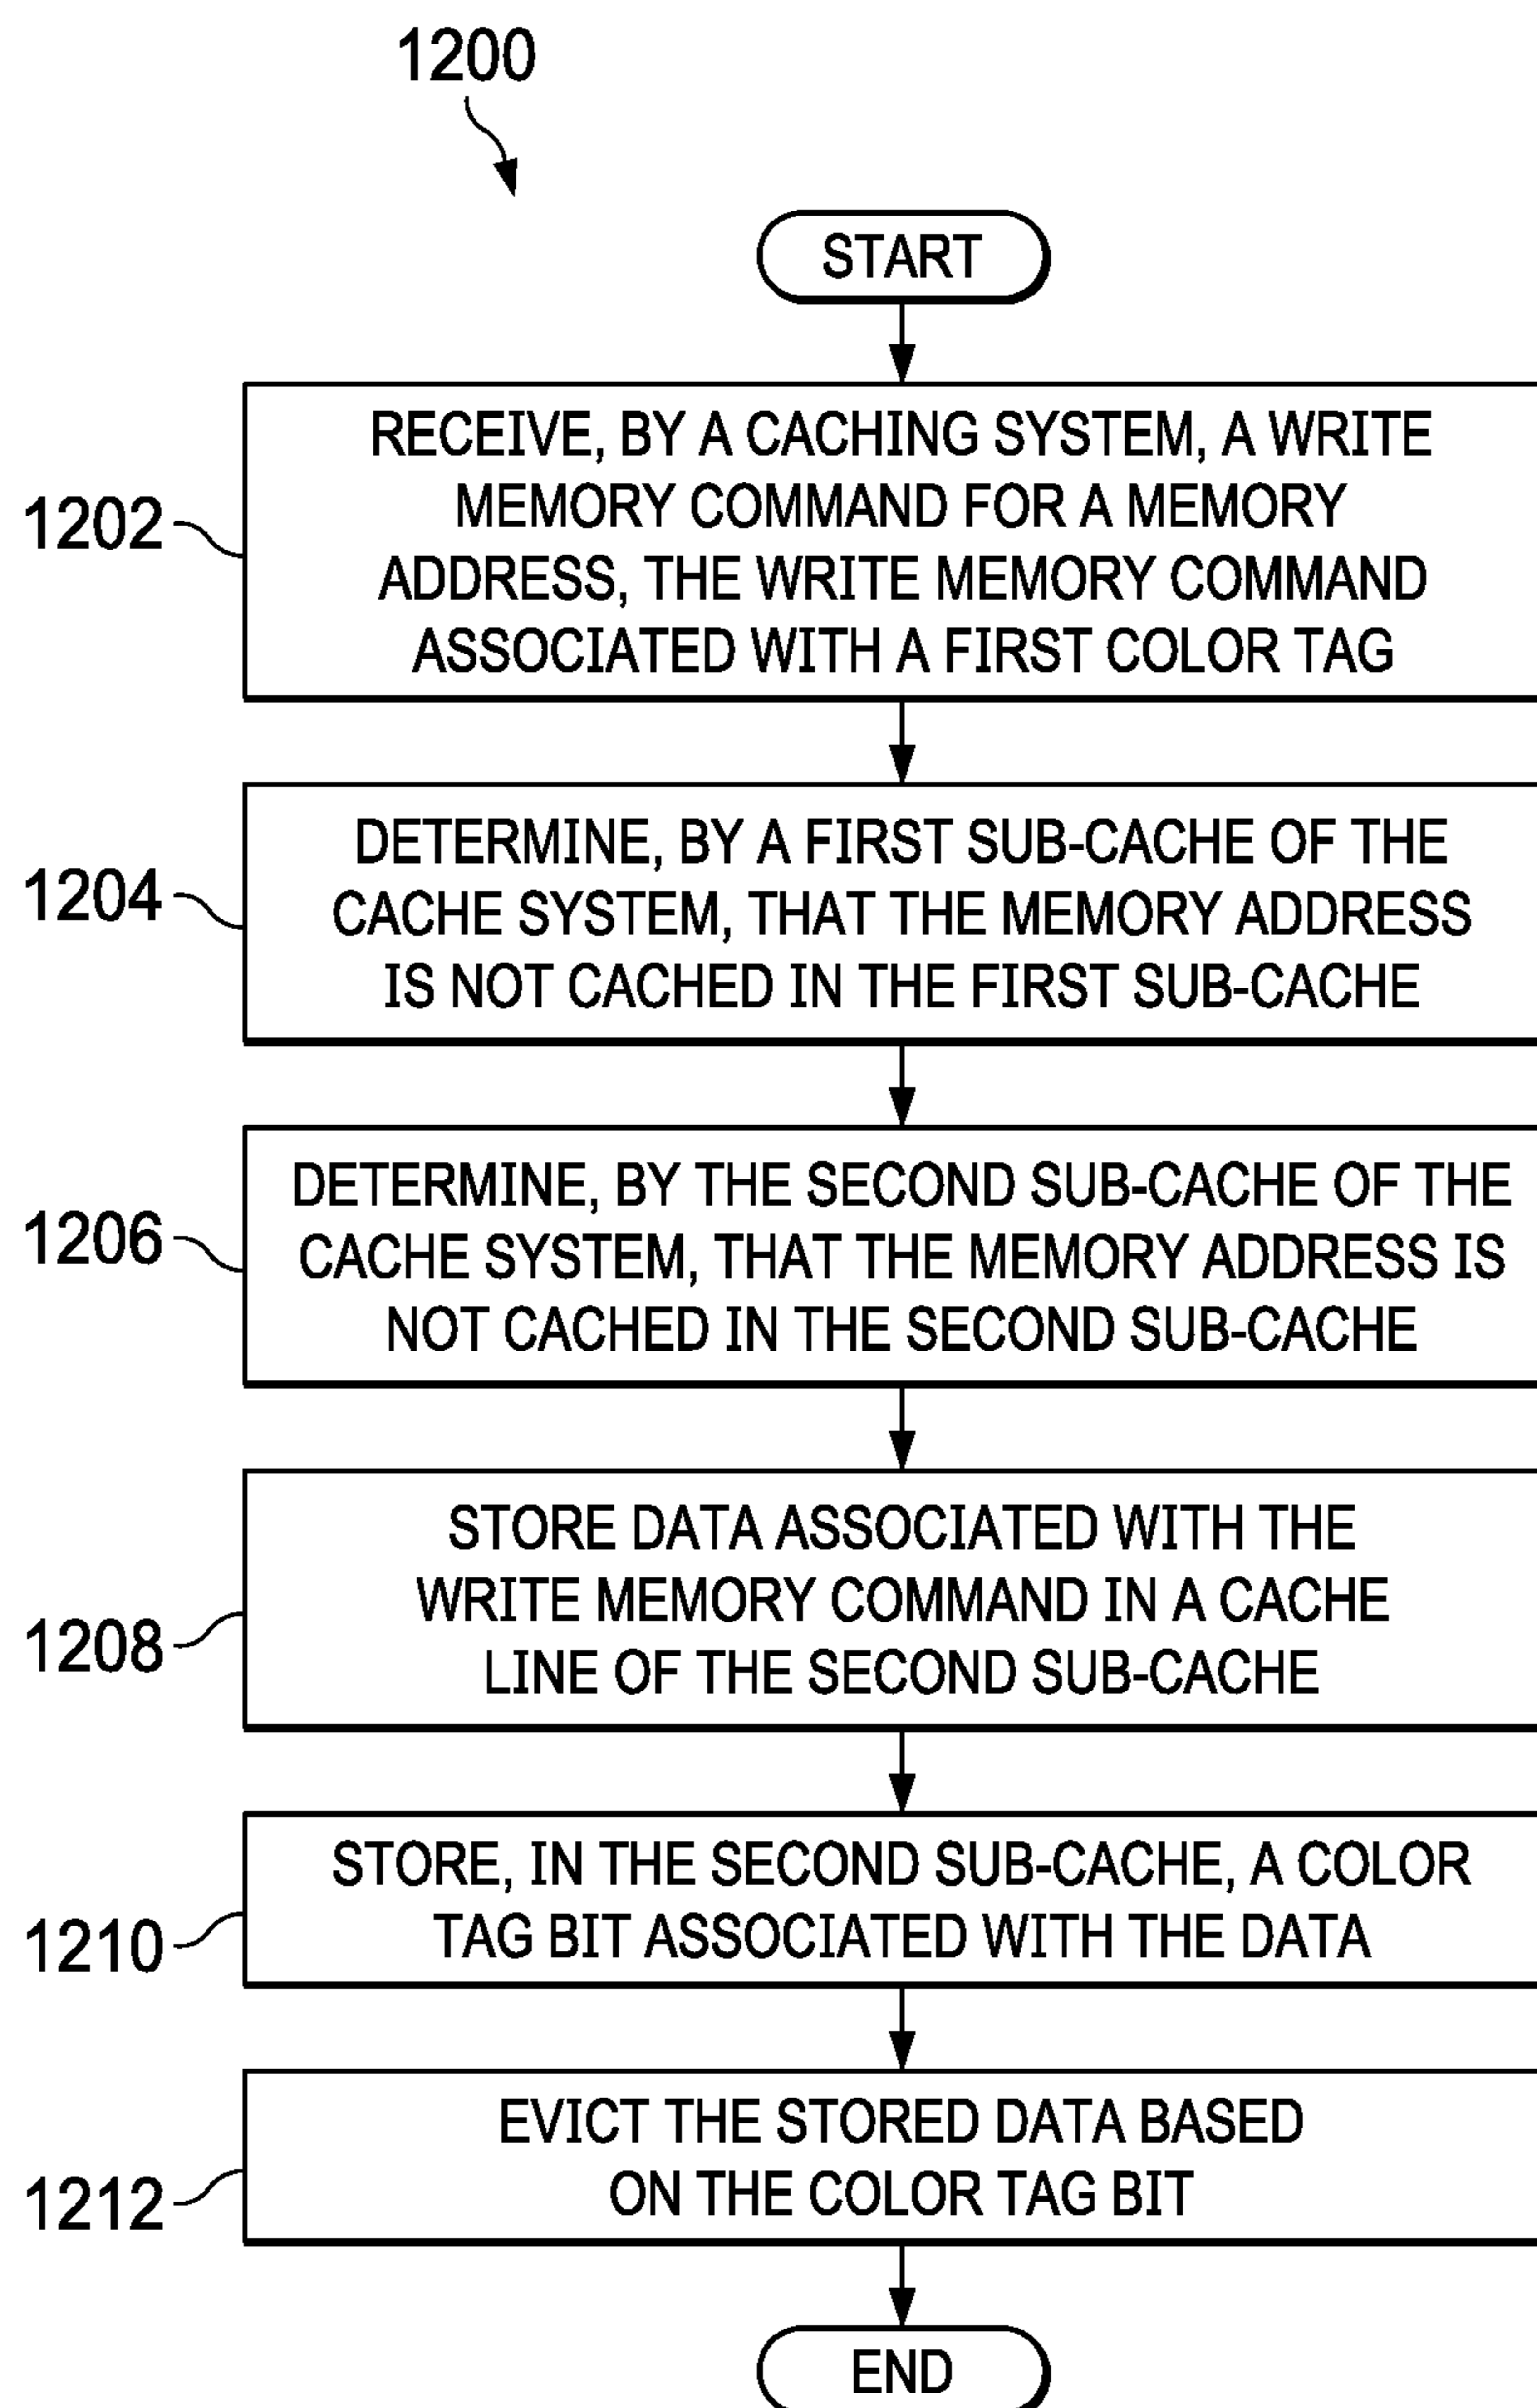 1200
START
1202
RECEIVE, BY A CACHING SYSTEM, A WRITE
MEMORY COMMAND FOR A MEMORY
ADDRESS, THE WRITE MEMORY COMMAND
ASSOCIATED WITH A FIRST COLOR TAG
1204
DETERMINE, BY A FIRST SUB-CACHE OF THE
CACHE SYSTEM, THAT THE MEMORY ADDRESS
IS NOT CACHED IN THE FIRST SUB-CACHE
1206
DETERMINE, BY THE SECOND SUB-CACHE OF THE
CACHE SYSTEM, THAT THE MEMORY ADDRESS IS
NOT CACHED IN THE SECOND SUB-CACHE
1208
STORE DATA ASSOCIATED WITH THE
WRITE MEMORY COMMAND IN A CACHE
LINE OF THE SECOND SUB-CACHE
1210
STORE, IN THE SECOND SUB-CACHE, A COLOR
TAG BIT ASSOCIATED WITH THE DATA
1212
EVICT THE STORED DATA BASED
ON THE COLOR TAG BIT
END